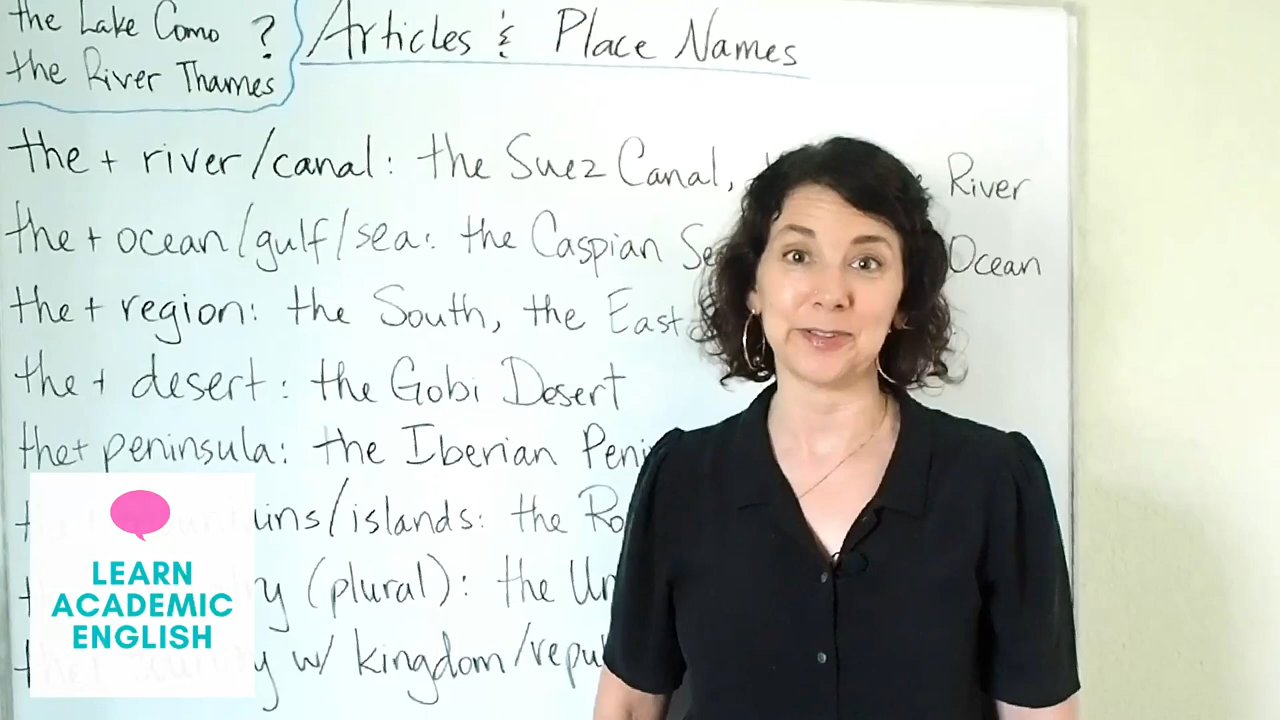 the Lake Como ?
the River Thames
Articles & Place Names
the + river/canal: the Suez Canal, River
the + ocean/gulf/sea: the Caspian Ocean
the + region: the South, the East
the + desert: the Gobi Desert
the + peninsula: the Iberian
/islands: the
(plural): the
w/ kingdom/
LEARN
ACADEMIC
ENGLISH